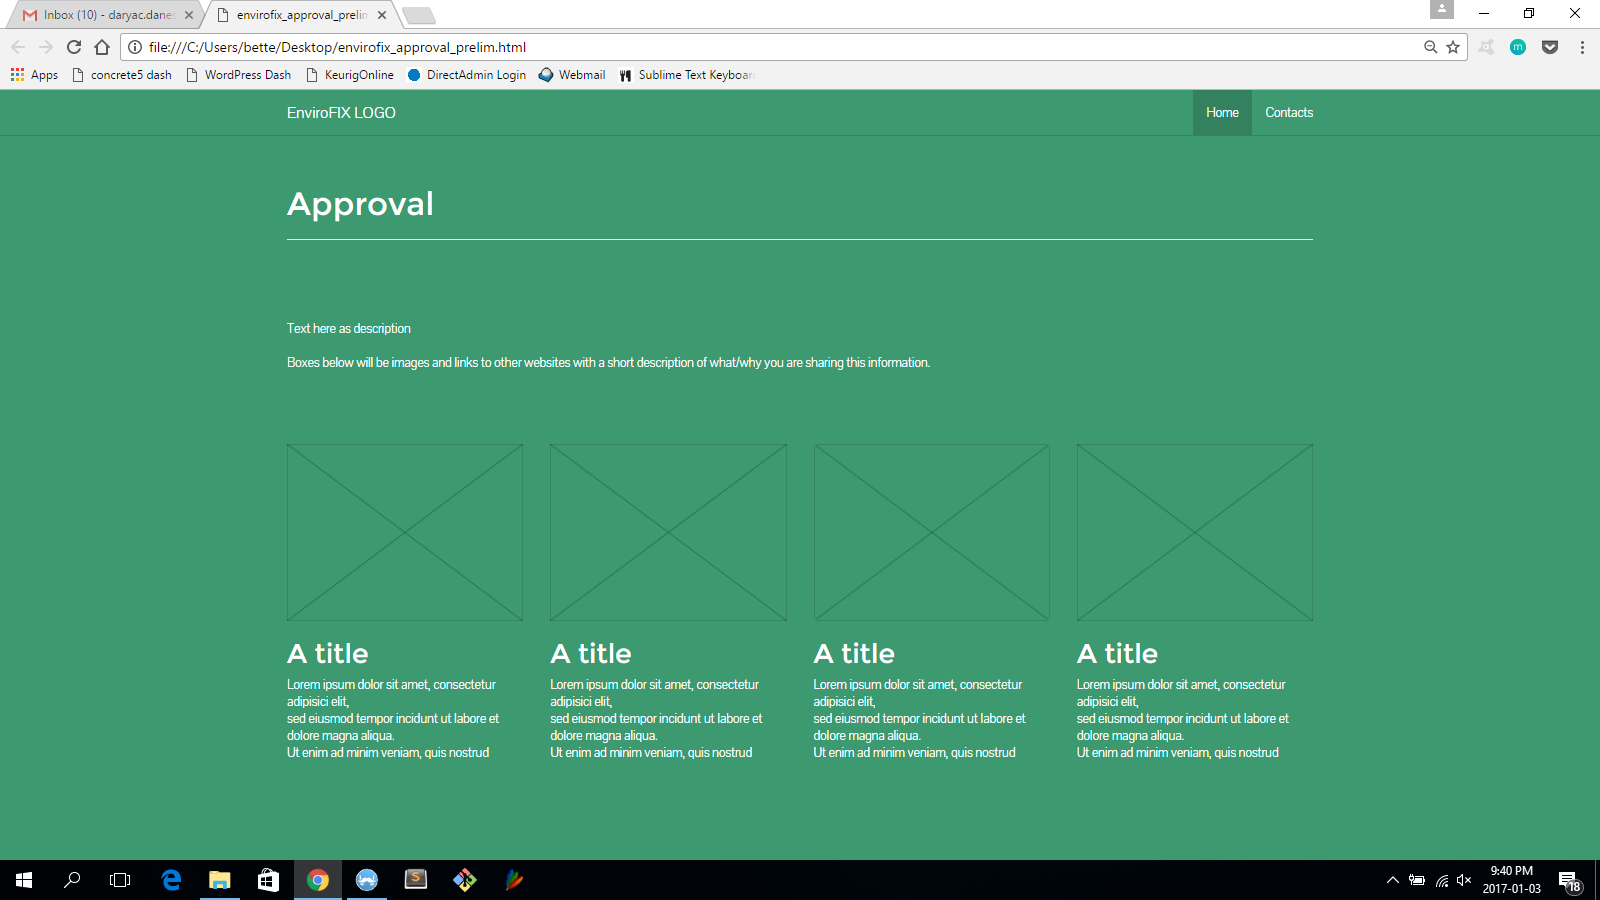 Inbox (10) - daryac.danes
envirofix_approval_prelim
file:///C:/Users/bette/Desktop/envirofix_approval_prelim.html
m
Apps
concrete5 dash
WordPress Dash
KeurigOnline
DirectAdmin Login
Webmail
Sublime Text Keyboar
EnviroFIX LOGO
Home
Contacts
Approval
Text here as description
Boxes below will be images and links to other websites with a short description of what/why you are sharing this information.
A title
Lorem ipsum dolor sit amet, consectetur
adipisici elit,
sed eiusmod tempor incidunt ut labore et
dolore magna aliqua.
Ut enim ad minim veniam, quis nostrud
A title
Lorem ipsum dolor sit amet, consectetur
adipisici elit,
sed eiusmod tempor incidunt ut labore et
dolore magna aliqua.
Ut enim ad minim veniam, quis nostrud
A title
Lorem ipsum dolor sit amet, consectetur
adipisici elit,
sed eiusmod tempor incidunt ut labore et
dolore magna aliqua.
Ut enim ad minim veniam, quis nostrud
A title
Lorem ipsum dolor sit amet, consectetur
adipisici elit,
sed eiusmod tempor incidunt ut labore et
dolore magna aliqua.
Ut enim ad minim veniam, quis nostrud
9:40 PM
2017-01-03
18